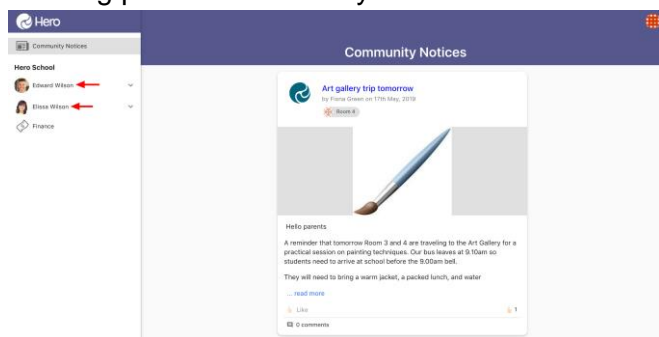 Hero
Community Notices
Hero School
Edward Wilson
Elissa Wilson
Finance
Community Notices
Art gallery trip tomorrow
by Fiona Green on 17th May, 2019
Room 4
Hello parents
A reminder that tomorrow Room 3 and 4 are traveling to the Art Gallery for a
practical session on painting techniques. Our bus leaves at 9.10am so
students need to arrive at school before the 9.00am bell.
They will need to bring a warm jacket, a packed lunch, and water
... read more
Like
1
0 comments